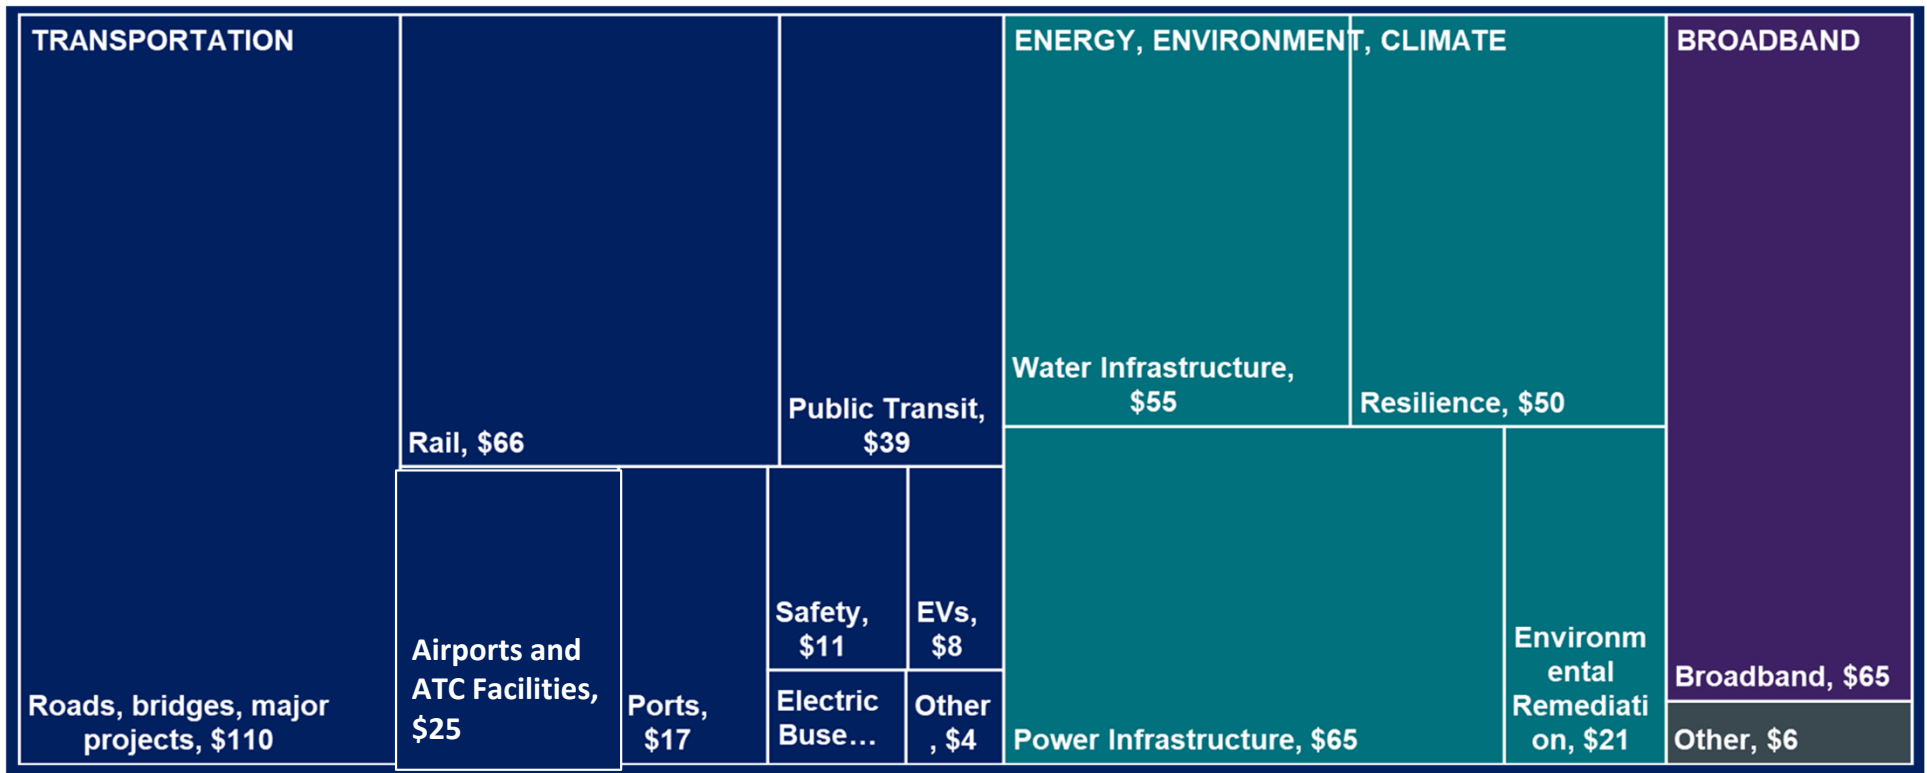 TRANSPORTATION
Rail, $66
Public Transit,
$39
Roads, bridges, major
projects, $110
Airports and
ATC Facilities,
$25
Ports,
$17
Safety,
$11
EVs,
$8
Electric
Buse...
Other
, $4
ENERGY, ENVIRONMENT, CLIMATE
Water Infrastructure,
$55
Resilience, $50
Power Infrastructure, $65
Environm
ental
Remediati
on, $21
BROADBAND
Broadband, $65
Other, $6